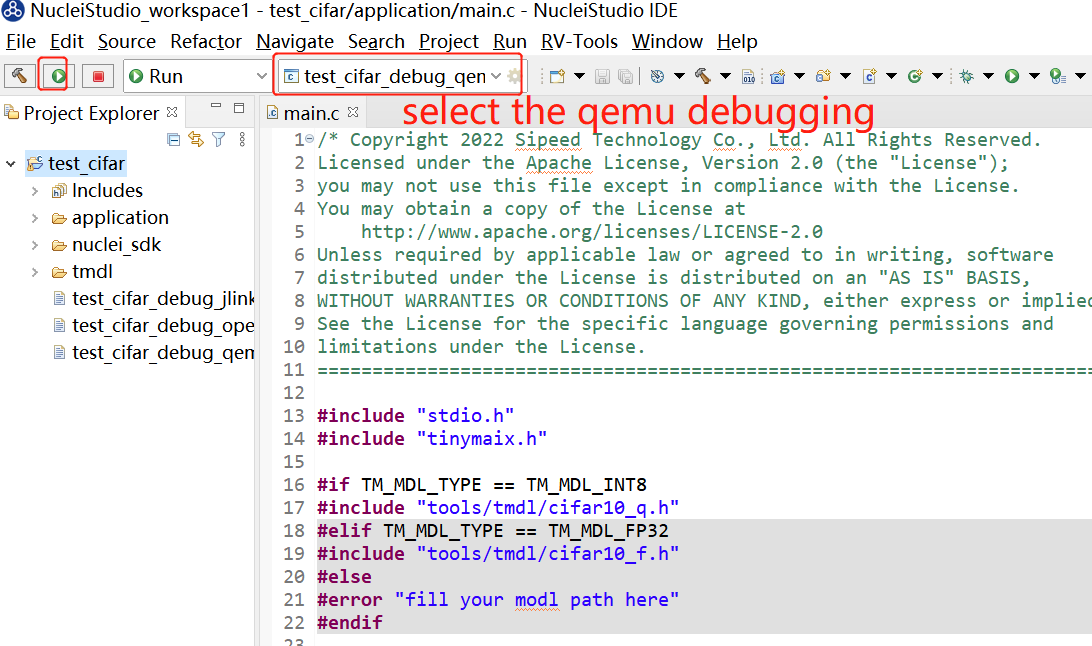 NucleiStudio_workspace1 - test_cifar/application/main.c - NucleiStudio IDE
File Edit Source Refactor Navigate Search Project Run RV-Tools Window Help
Run test_cifar_debug_qem
Project Explorer
main.c
select the qemu debugging
test_cifar
Includes
application
nuclei_sdk
tmdl
test_cifar_debug_jlink
test_cifar_debug_ope
test_cifar_debug_qem
1 /* Copyright 2022 Sipeed Technology Co., Ltd. All Rights Reserved.
2 Licensed under the Apache License, Version 2.0 (the "License");
3 you may not use this file except in compliance with the License.
4 You may obtain a copy of the License at
5     http://www.apache.org/licenses/LICENSE-2.0
6 Unless required by applicable law or agreed to in writing, software
7 distributed under the License is distributed on an "AS IS" BASIS,
8 WITHOUT WARRANTIES OR CONDITIONS OF ANY KIND, either express or implied
9 See the License for the specific language governing permissions and
10 limitations under the License.
11 =======================================================================
12
13 #include "stdio.h"
14 #include "tinymaix.h"
15
16 #if TM_MDL_TYPE == TM_MDL_INT8
17 #include "tools/tmdl/cifar10_q.h"
18 #elif TM_MDL_TYPE == TM_MDL_FP32
19 #include "tools/tmdl/cifar10_f.h"
20 #else
21 #error "fill your modl path here"
22 #endif
23